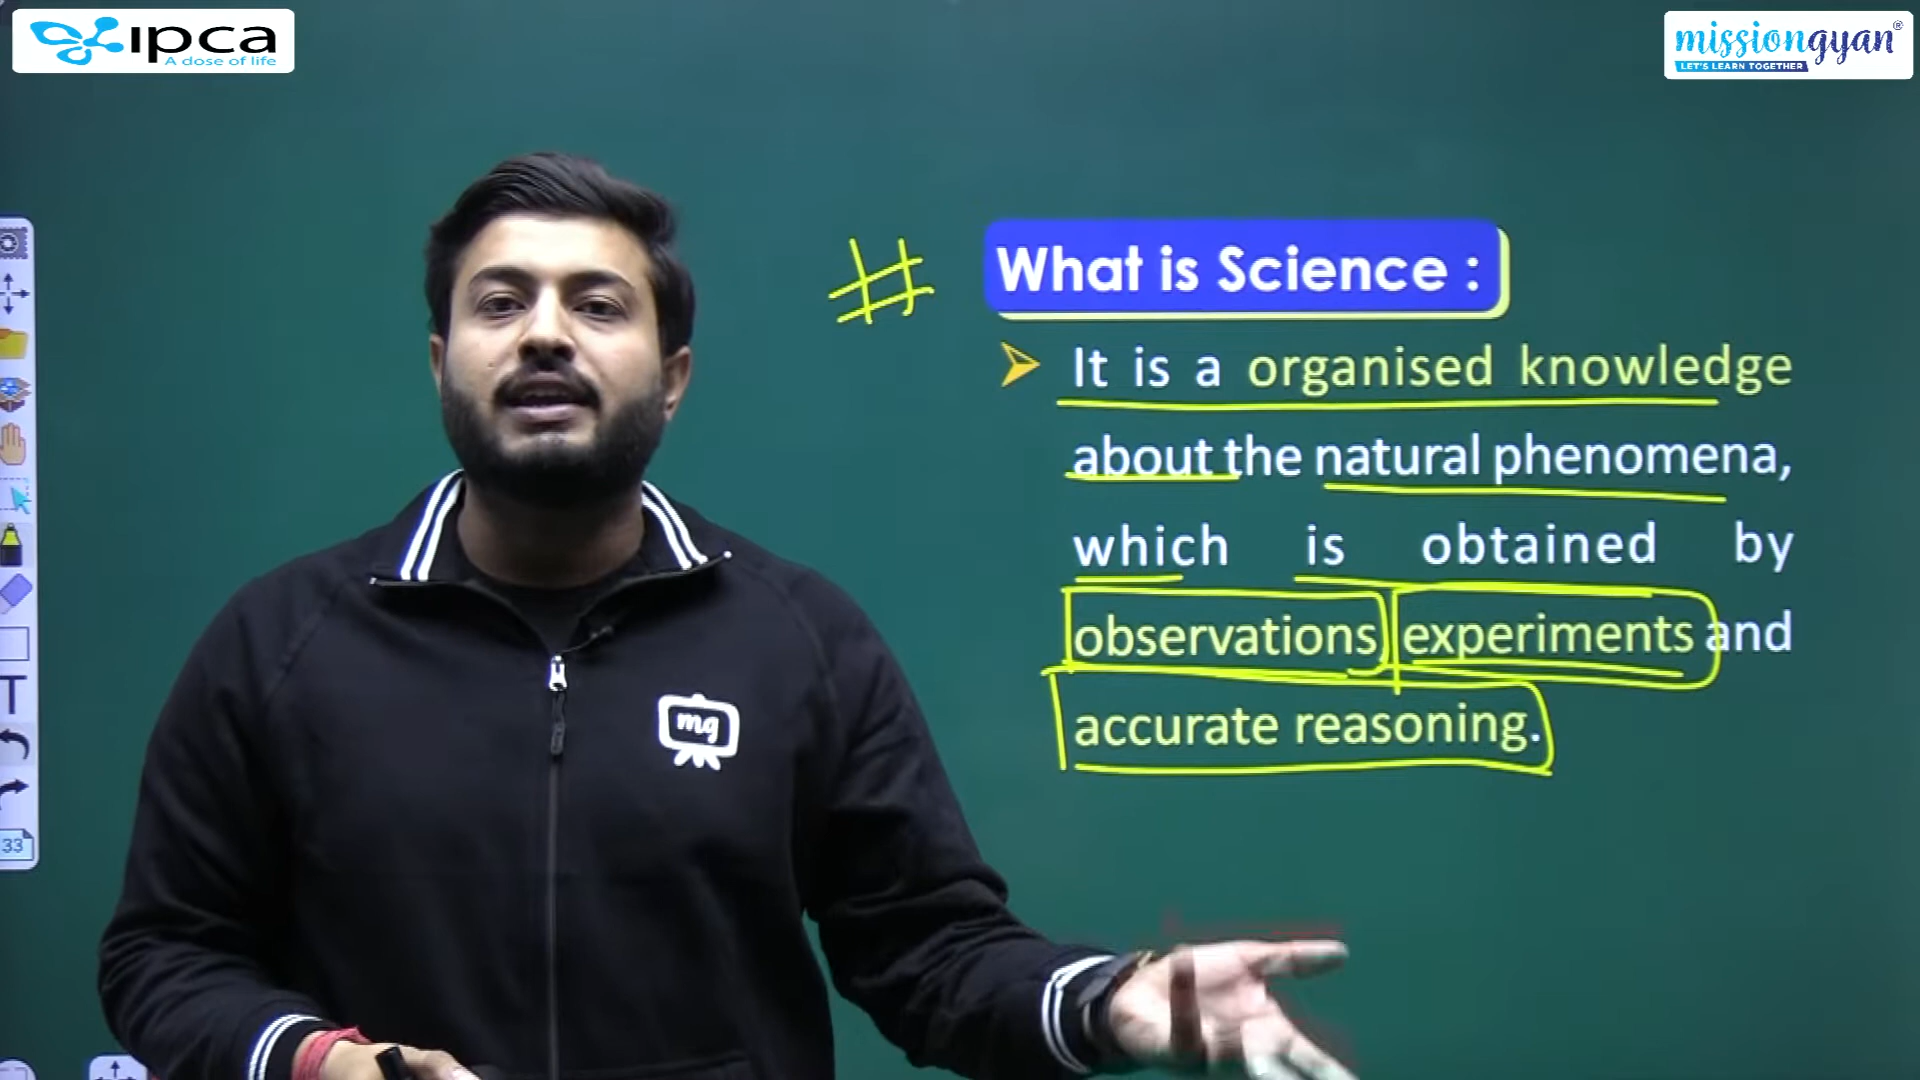 ipca
A dose of life
missiongyan®
LET'S LEARN TOGETHER
# What is Science :
It is a organised knowledge
about the natural phenomena,
which is obtained by
observations, experiments and
accurate reasoning.
mg
T
33